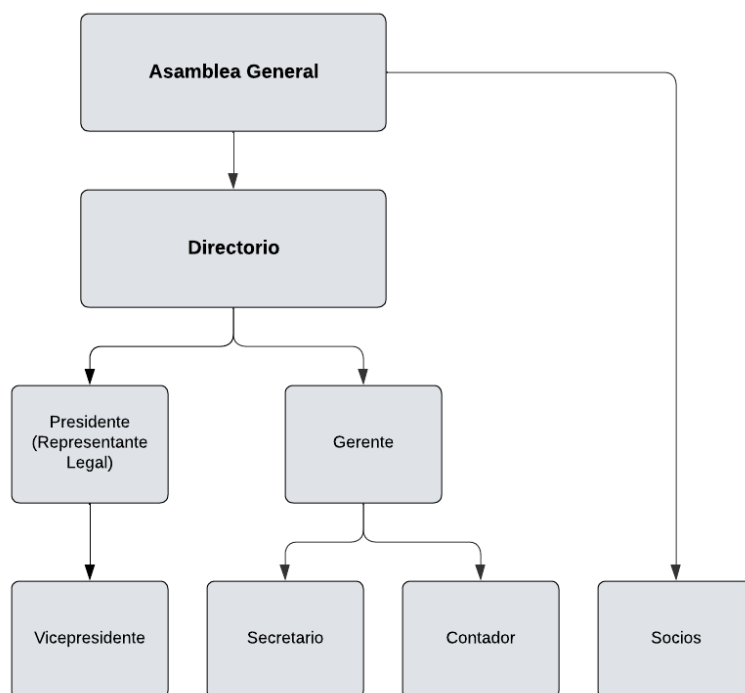 Asamblea General
Directorio
Presidente
(Representante
Legal)
Gerente
Vicepresidente
Secretario
Contador
Socios